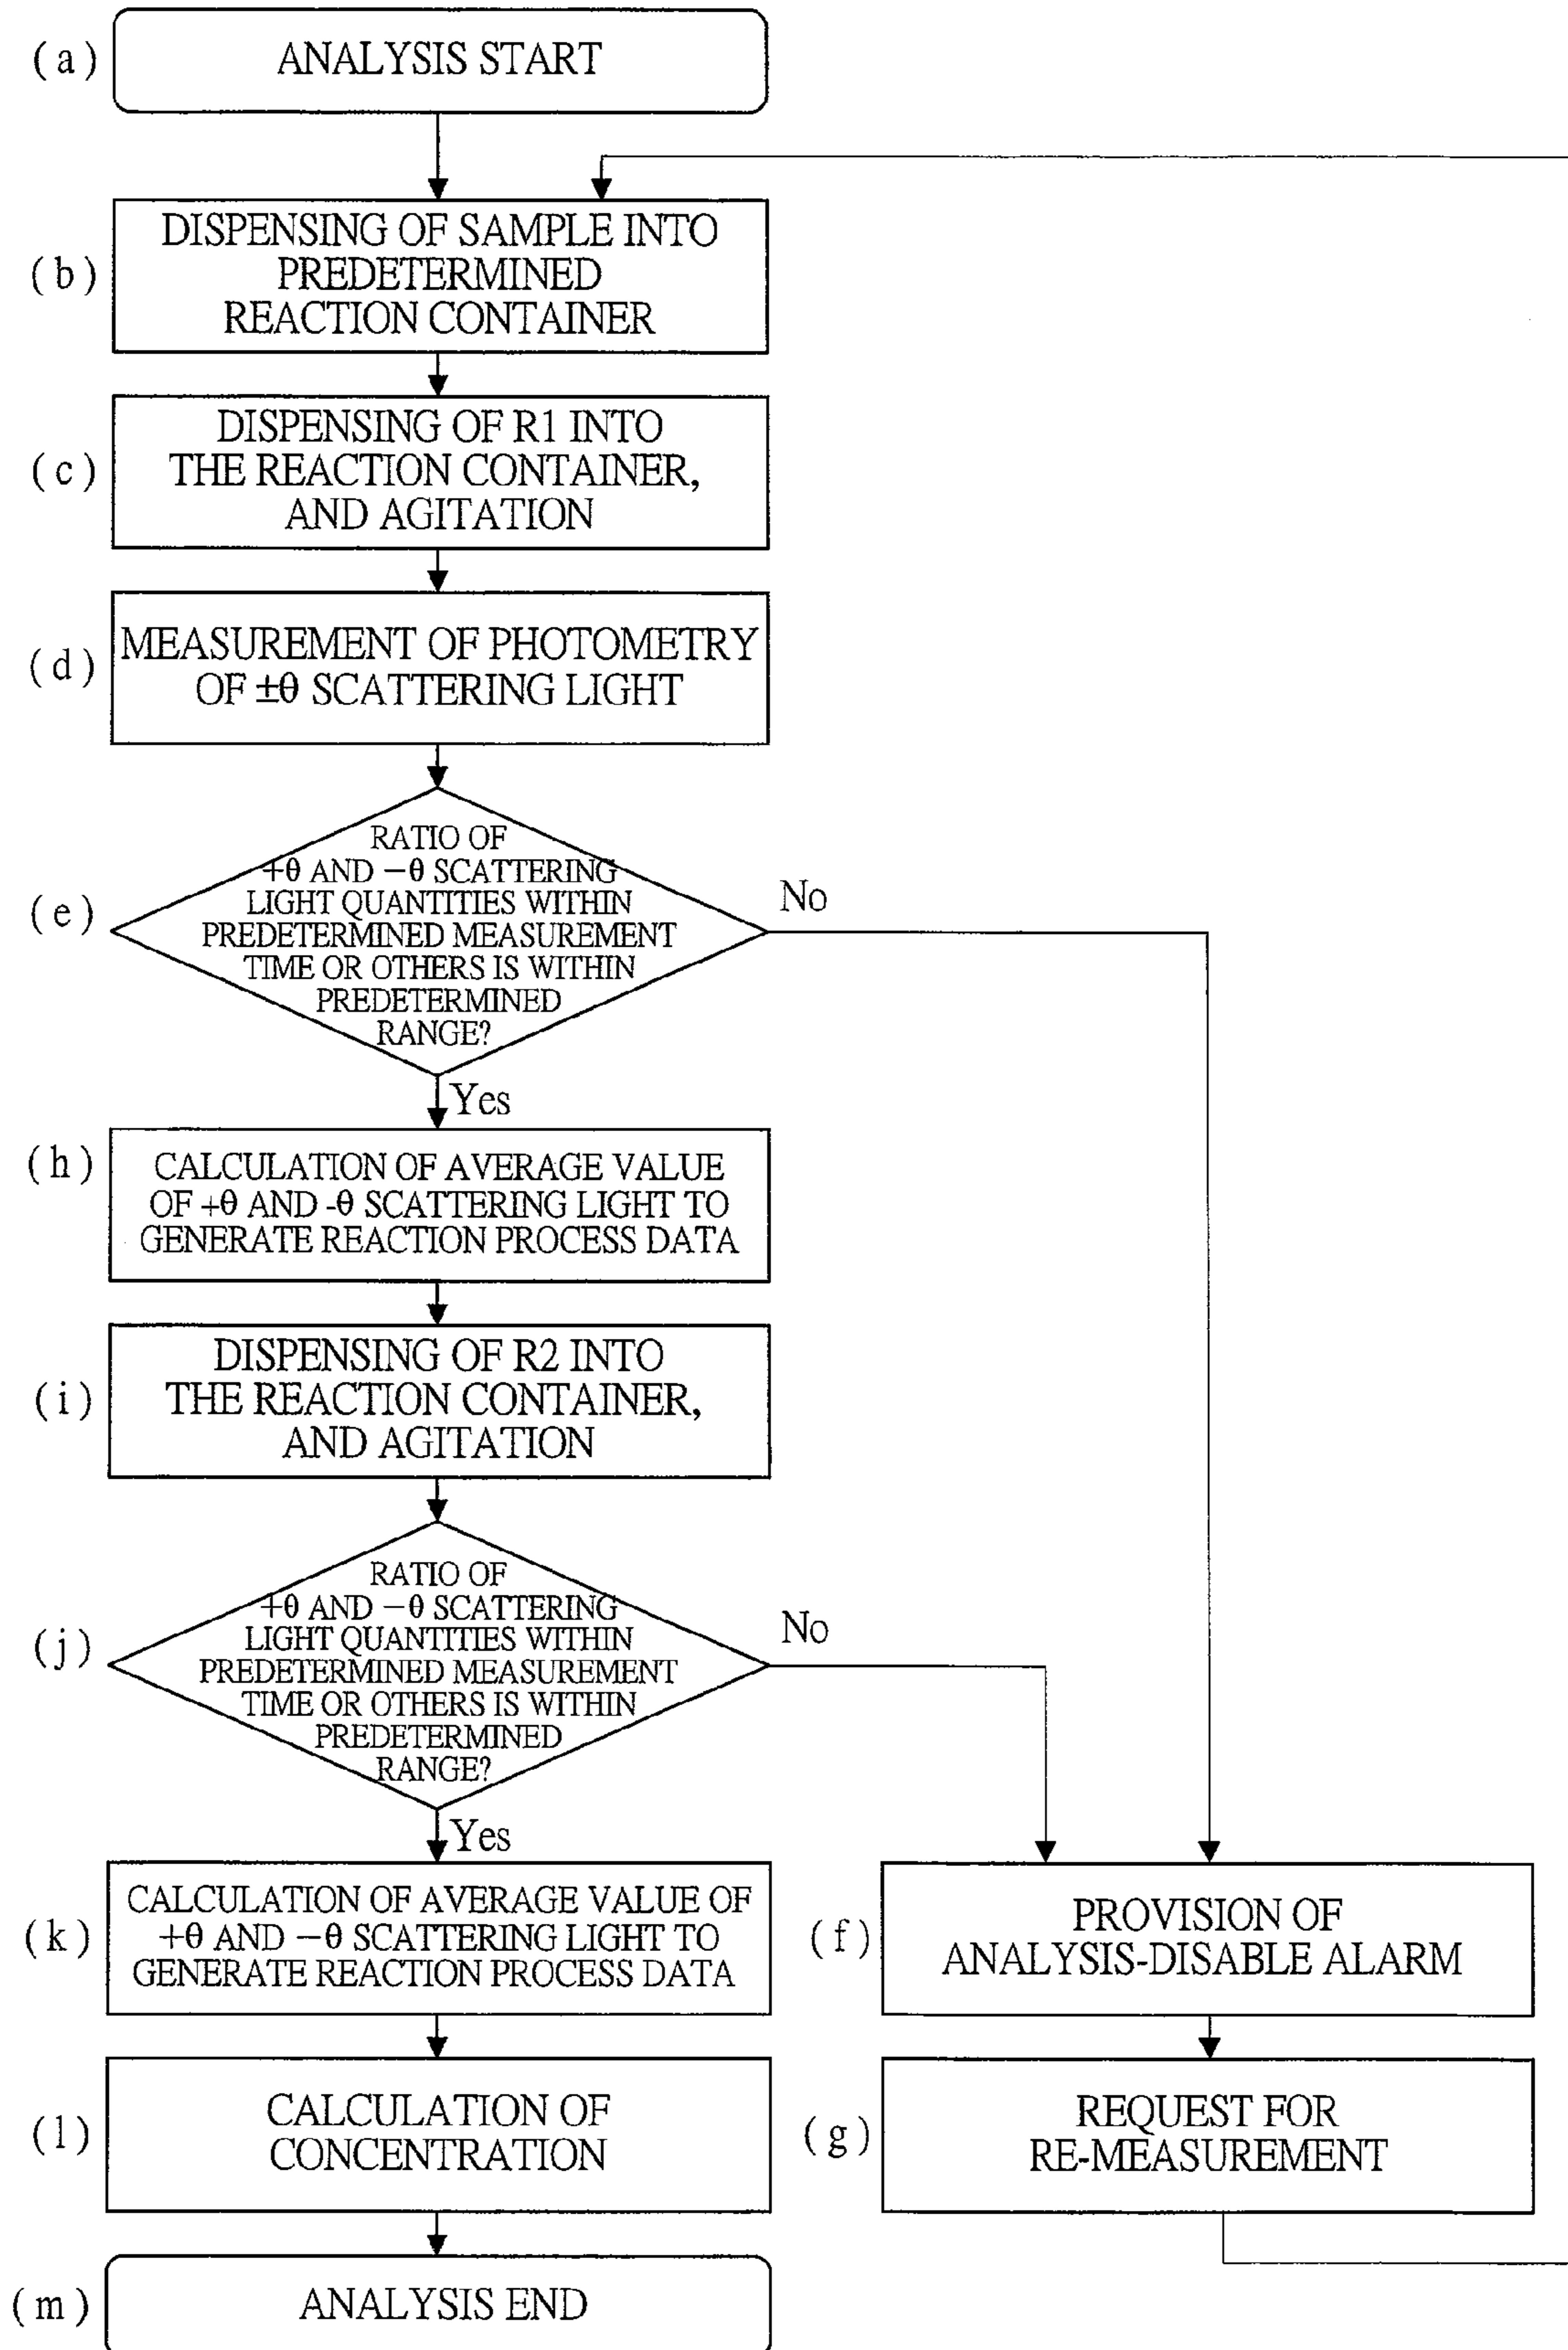 (a)
ANALYSIS START
(b)
DISPENSING OF SAMPLE INTO
PREDETERMINED
REACTION CONTAINER
(c)
DISPENSING OF R1 INTO
THE REACTION CONTAINER,
AND AGITATION
(d)
MEASUREMENT OF PHOTOMETRY
OF ±θ SCATTERING LIGHT
(e)
RATIO OF
+θ AND −θ SCATTERING
LIGHT QUANTITIES WITHIN
PREDETERMINED MEASUREMENT
TIME OR OTHERS IS WITHIN
PREDETERMINED
RANGE?
No
Yes
(h)
CALCULATION OF AVERAGE VALUE
OF +θ AND -θ SCATTERING LIGHT TO
GENERATE REACTION PROCESS DATA
(i)
DISPENSING OF R2 INTO
THE REACTION CONTAINER,
AND AGITATION
(j)
RATIO OF
+θ AND −θ SCATTERING
LIGHT QUANTITIES WITHIN
PREDETERMINED MEASUREMENT
TIME OR OTHERS IS WITHIN
PREDETERMINED
RANGE?
No
Yes
(k)
CALCULATION OF AVERAGE VALUE OF
+θ AND −θ SCATTERING LIGHT TO
GENERATE REACTION PROCESS DATA
(f)
PROVISION OF
ANALYSIS-DISABLE ALARM
(l)
CALCULATION OF
CONCENTRATION
(g)
REQUEST FOR
RE-MEASUREMENT
(m)
ANALYSIS END